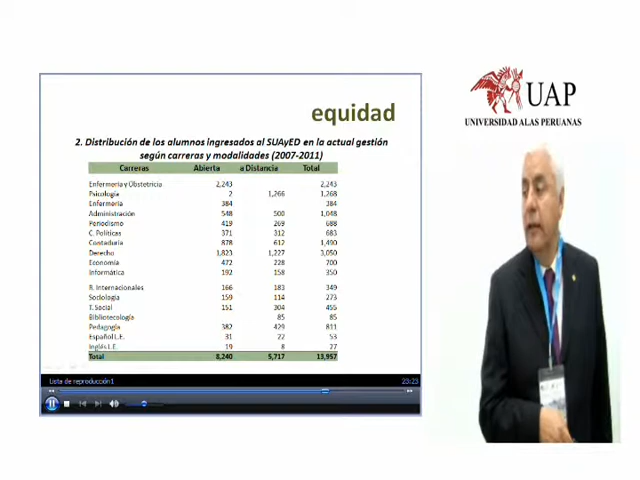 equidad
2. Distribución de los alumnos ingresados al SUAyED en la actual gestión
según carreras y modalidades (2007-2011)
Carreras Abierta a Distancia Total
Enfermería y Obstetricia 2,243 2,243
Psicología 2 1,266 1,268
Enfermería 384 384
Administración 548 500 1,048
Periodismo 419 269 688
C. Políticas 371 312 683
Contaduría 878 612 1,490
Derecho 1,823 1,227 3,050
Economía 472 228 700
Informática 192 158 350
R. Internacionales 166 183 349
Sociología 159 114 273
T. Social 151 304 455
Bibliotecología 85 85
Pedagogía 382 429 811
Español L.E. 31 22 53
Inglés L.E. 19 8 27
Total 8,240 5,717 13,957
Lista de reproducción1 23:23
UAP
UNIVERSIDAD ALAS PERUANAS